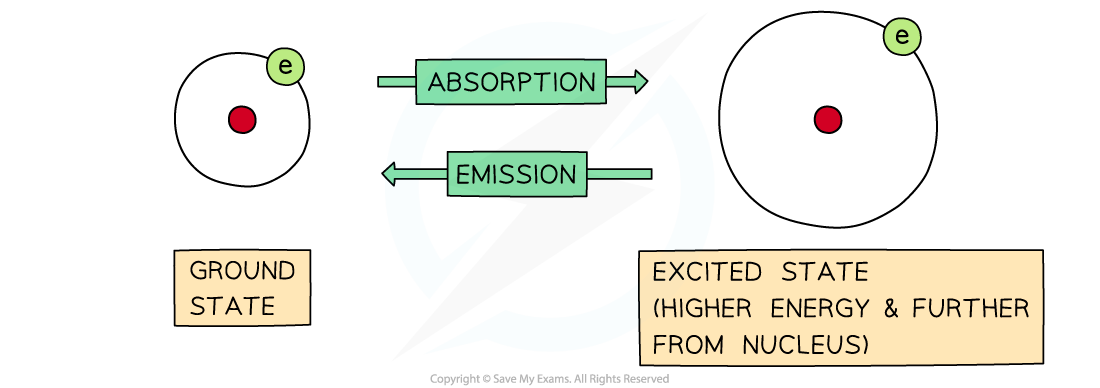 e
ABSORPTION
e
EMISSION
GROUND
STATE
EXCITED STATE
(HIGHER ENERGY & FURTHER
FROM NUCLEUS)
Copyright © Save My Exams. All Rights Reserved